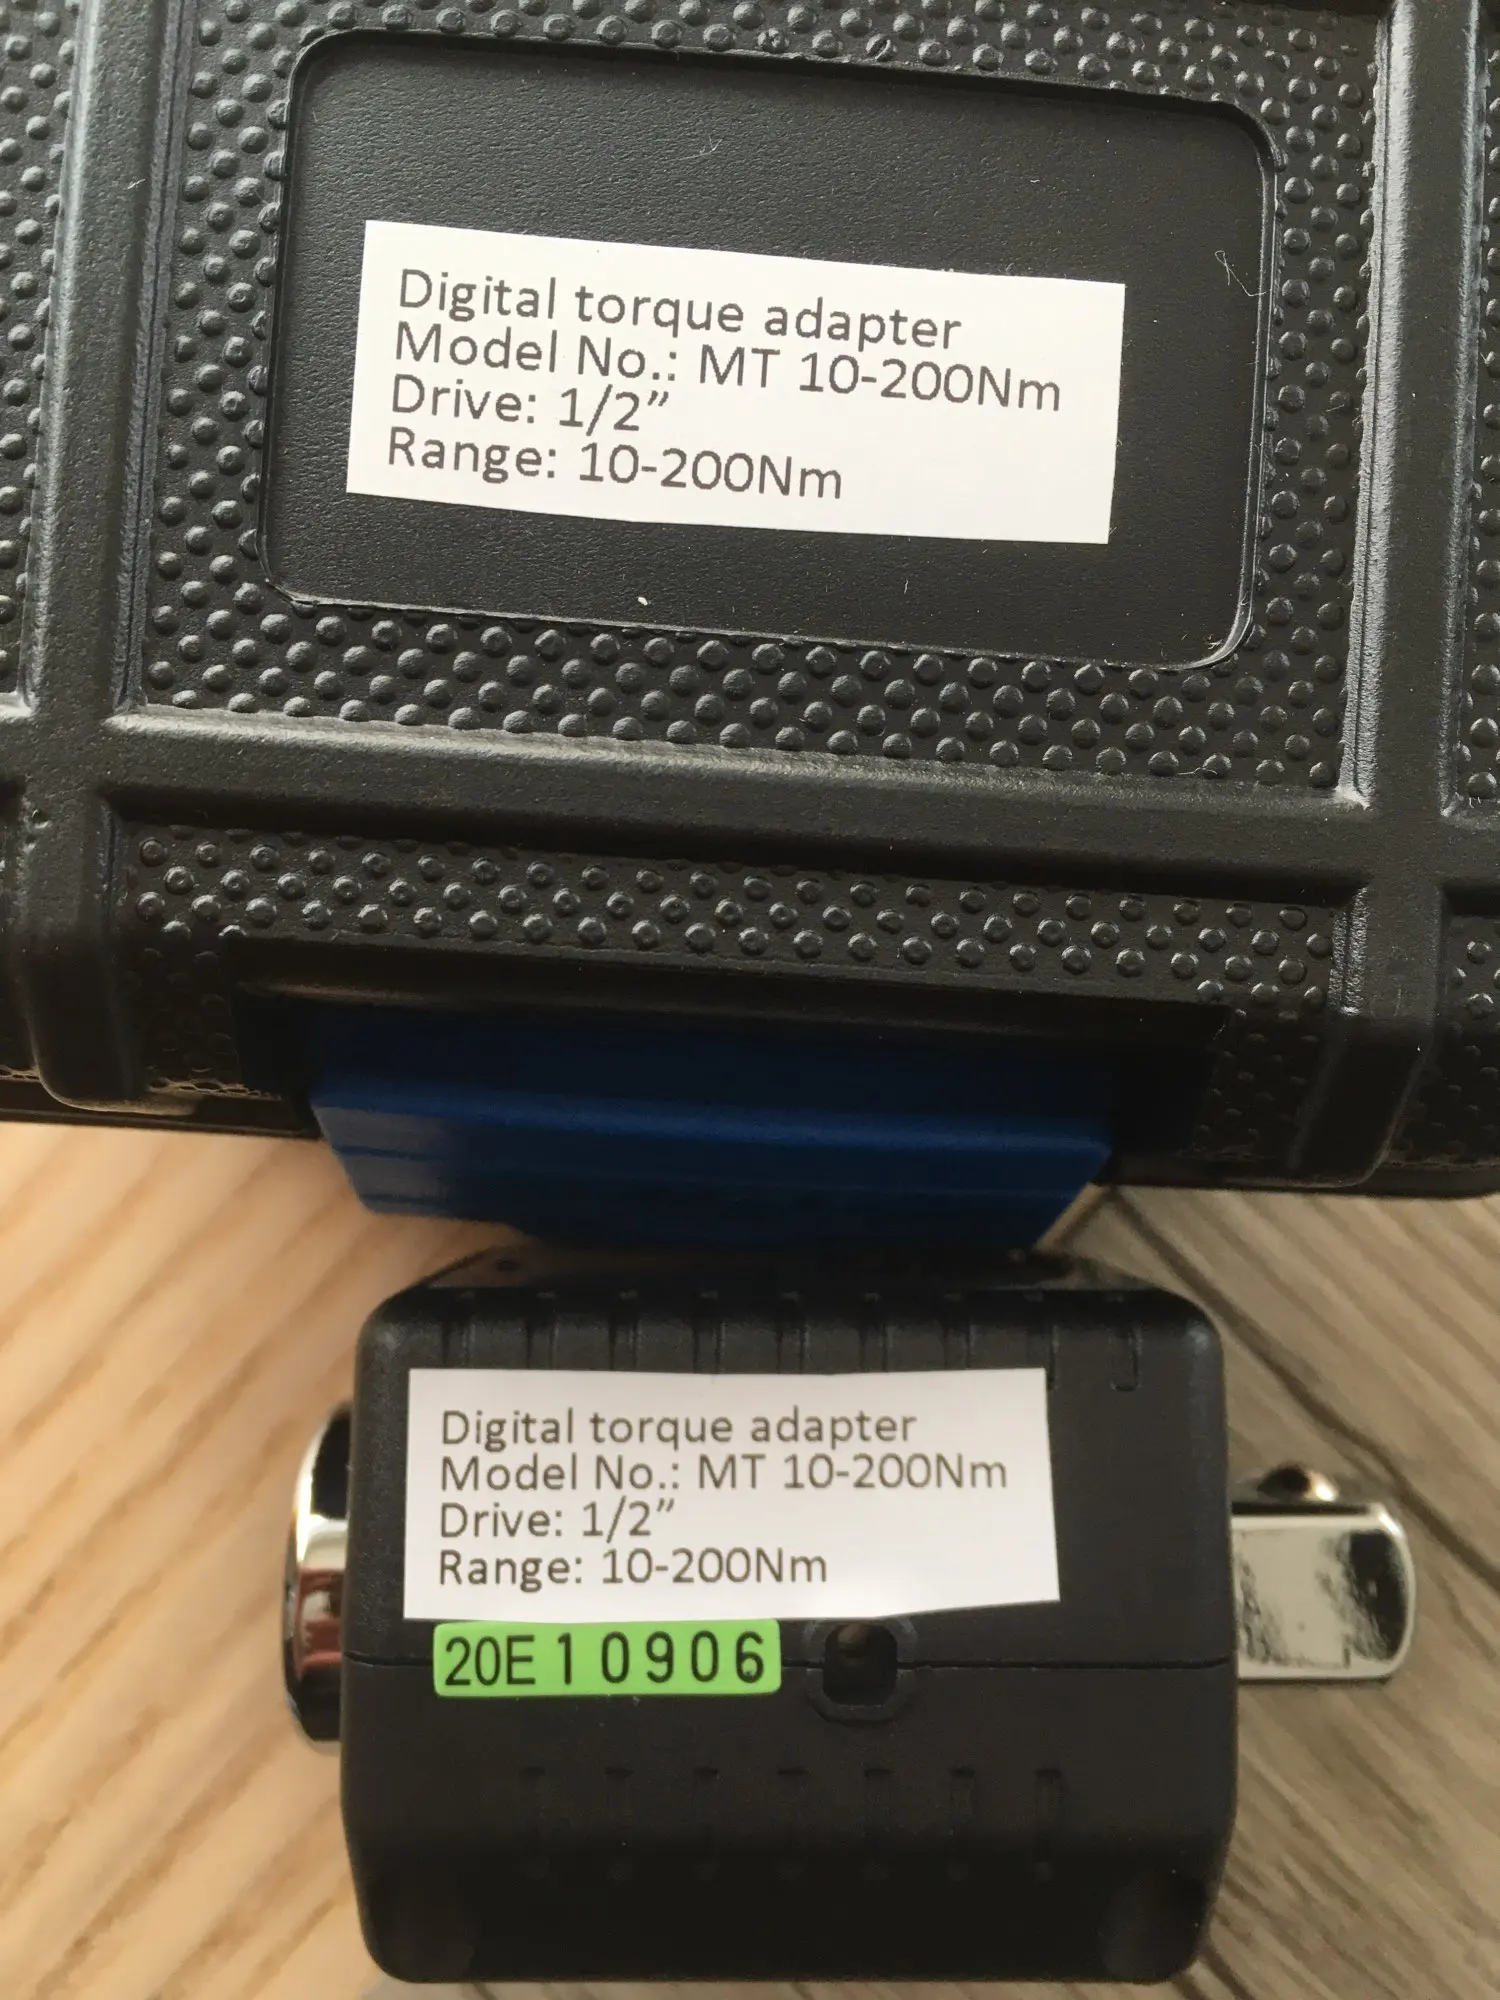 Digital torque adapter
Model No.: MT 10-200Nm
Drive: 1/2”
Range: 10-200Nm
Digital torque adapter
Model No.: MT 10-200Nm
Drive: 1/2”
Range: 10-200Nm
20E10906